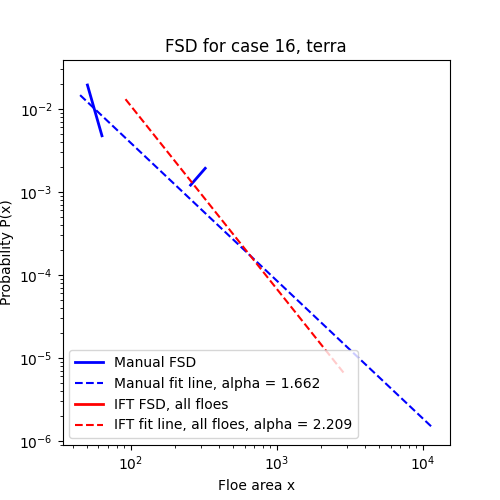 FSD for case 16, terra
Probability P(x)
10⁻²
10⁻³
10⁻⁴
10⁻⁵
10⁻⁶
Manual FSD
Manual fit line, alpha = 1.662
IFT FSD, all floes
IFT fit line, all floes, alpha = 2.209
10² 10³ 10⁴
Floe area x